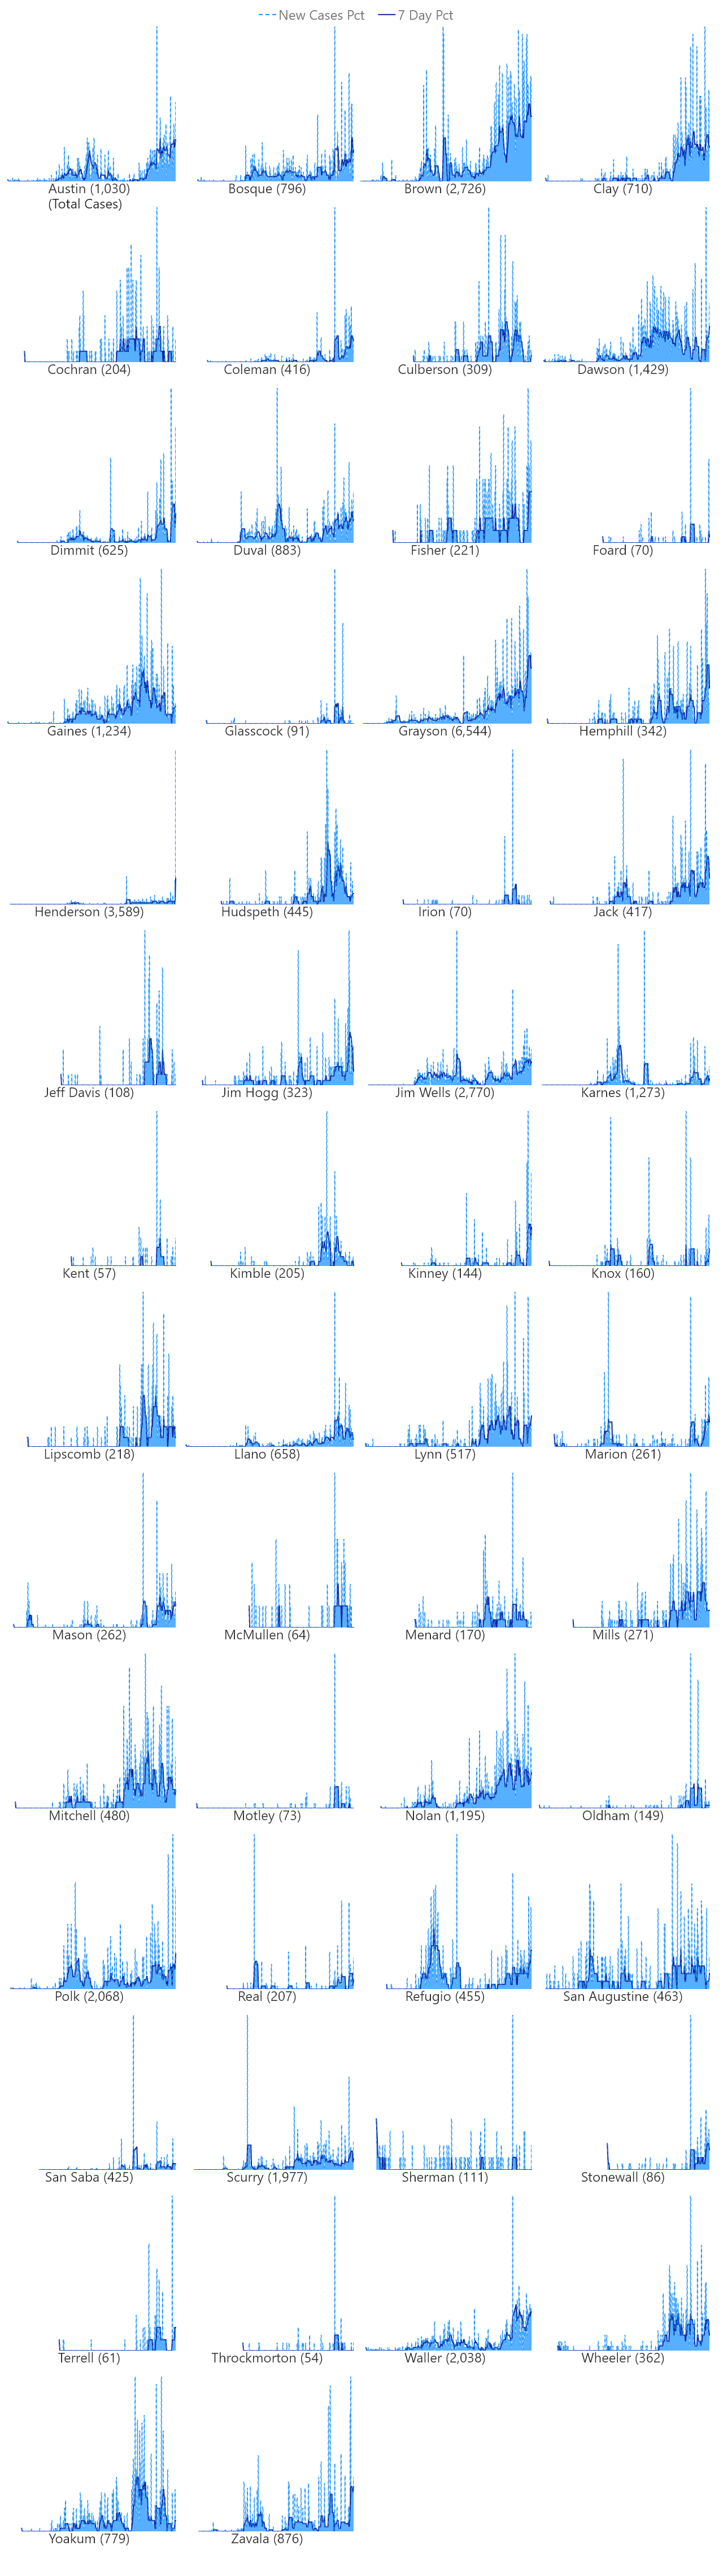 New Cases Pct 7 Day Pct
Austin (1,030) Bosque (796) Brown (2,726) Clay (710)
(Total Cases)
Cochran (204) Coleman (416) Culberson (309) Dawson (1,429)
Dimmit (625) Duval (883) Fisher (221) Foard (70)
Gaines (1,234) Glasscock (91) Grayson (6,544) Hemphill (342)
Henderson (3,589) Hudspeth (445) Irion (70) Jack (417)
Jeff Davis (108) Jim Hogg (323) Jim Wells (2,770) Karnes (1,273)
Kent (57) Kimble (205) Kinney (144) Knox (160)
Lipscomb (218) Llano (658) Lynn (517) Marion (261)
Mason (262) McMullen (64) Menard (170) Mills (271)
Mitchell (480) Motley (73) Nolan (1,195) Oldham (149)
Polk (2,068) Real (207) Refugio (455) San Augustine (463)
San Saba (425) Scurry (1,977) Sherman (111) Stonewall (86)
Terrell (61) Throckmorton (54) Waller (2,038) Wheeler (362)
Yoakum (779) Zavala (876)